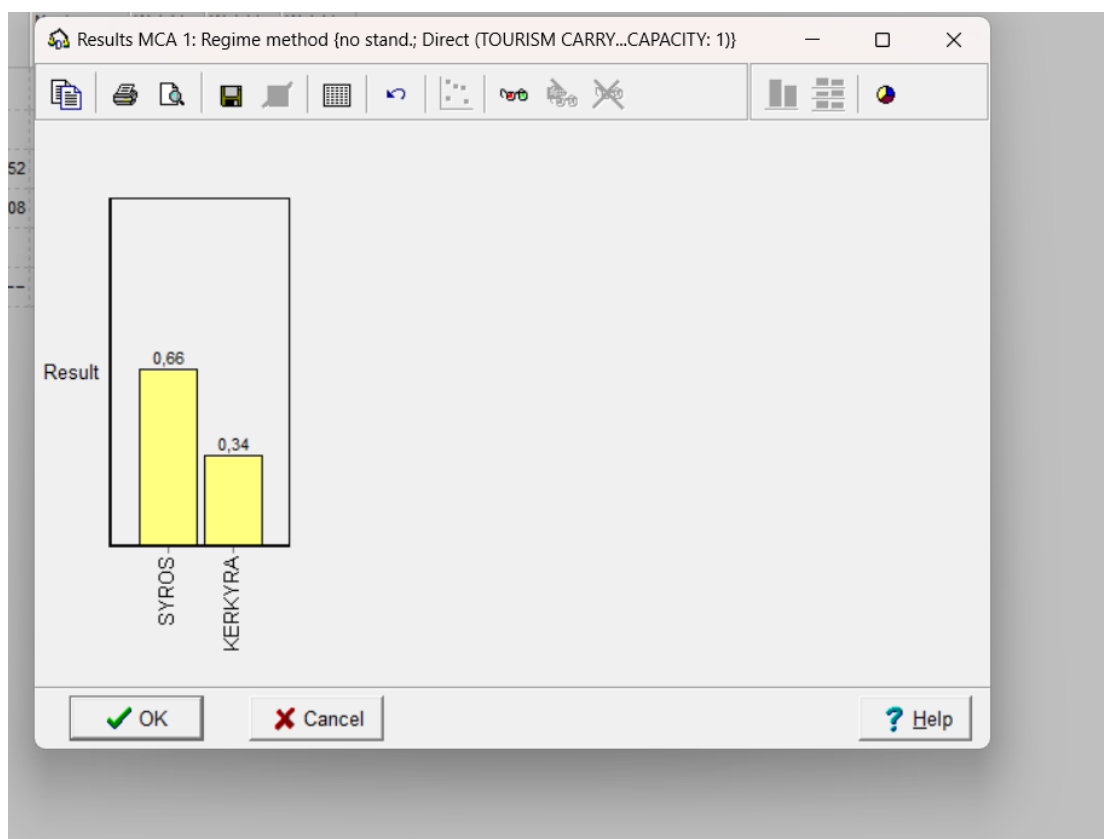 Results MCA 1: Regime method {no stand.; Direct (TOURISM CARRY...CAPACITY: 1)}
52
08
--
0,66
Result
0,34
SYROS
KERKYRA
OK
Cancel
Help